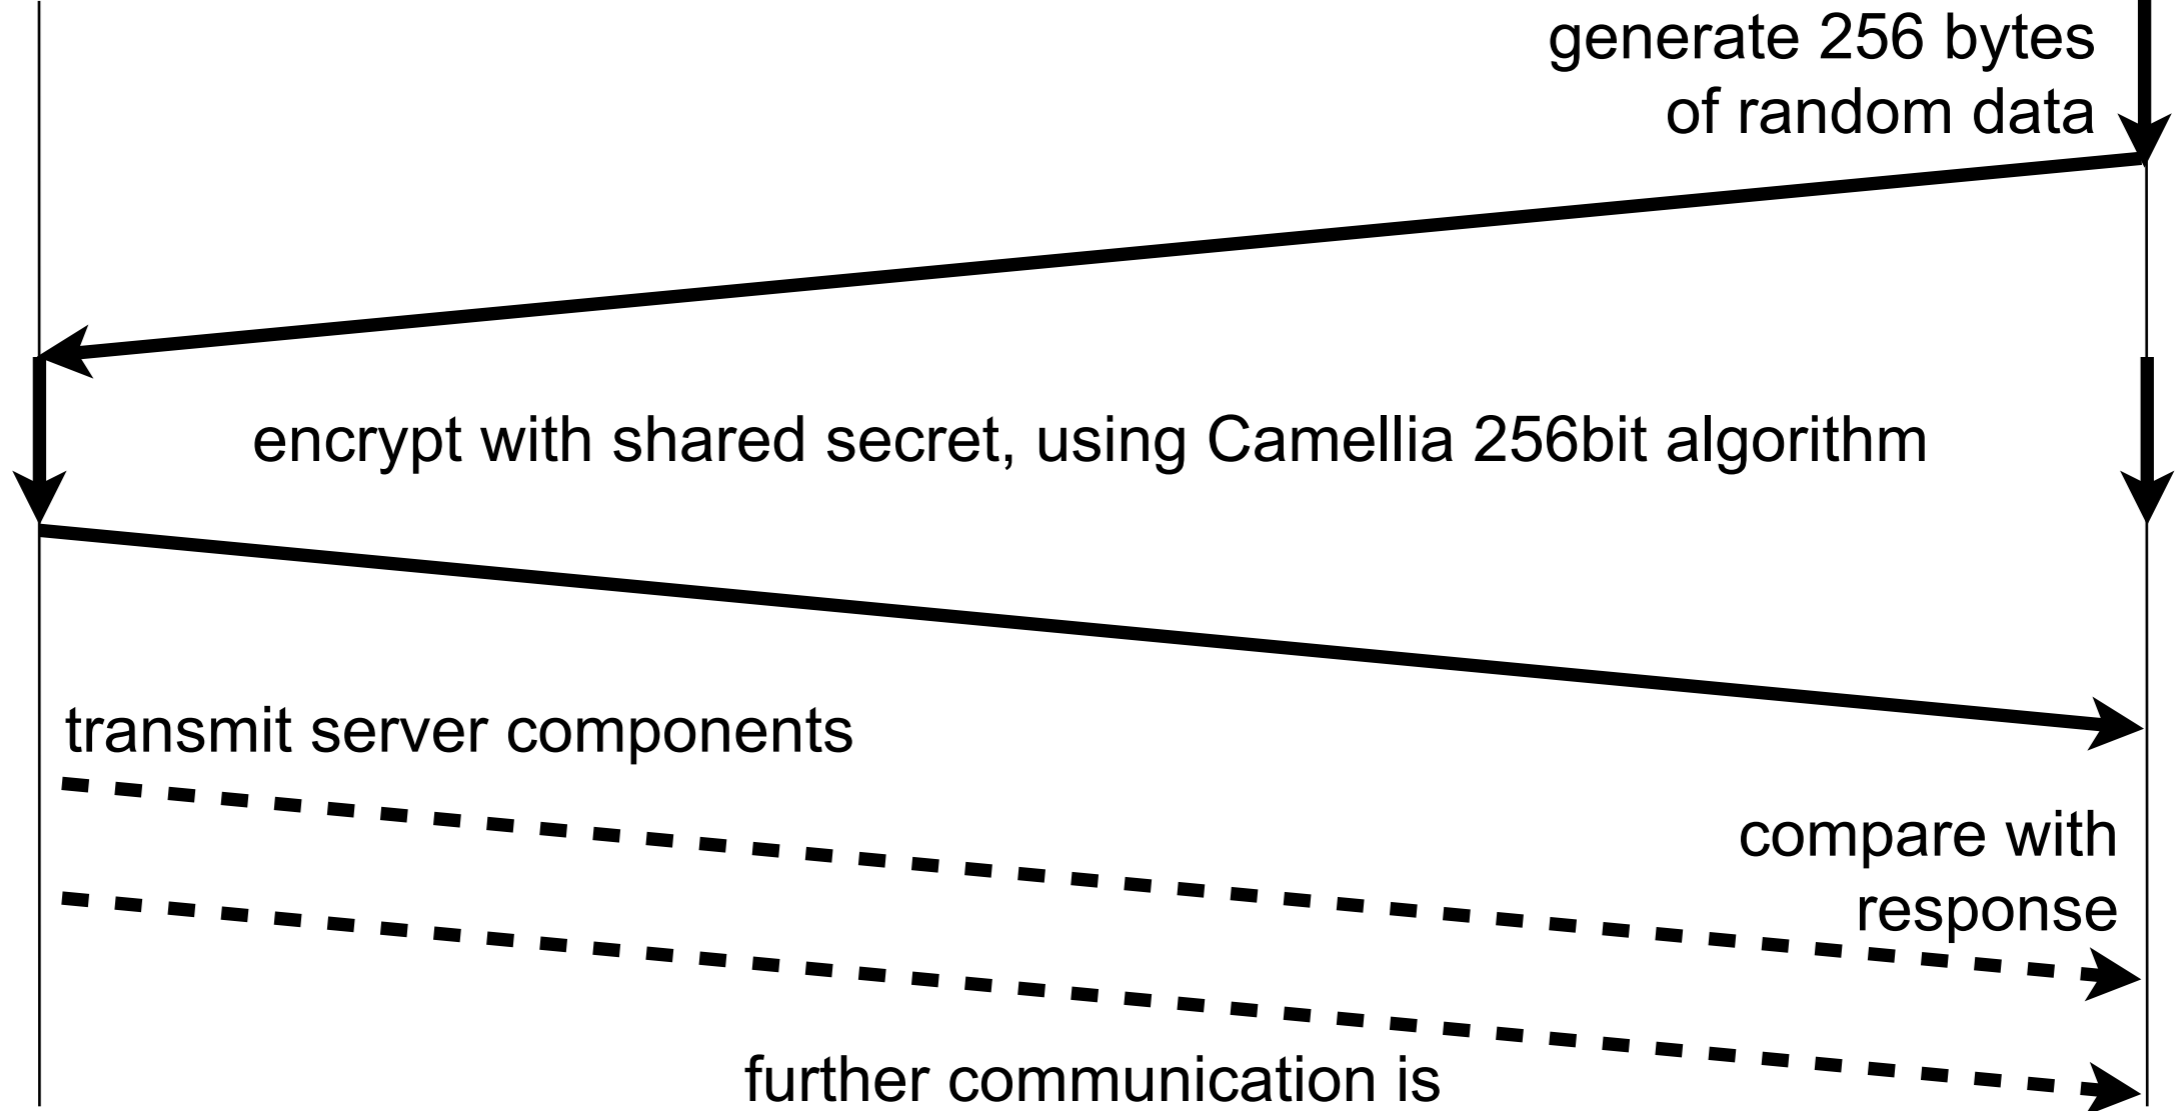 generate 256 bytes
of random data
encrypt with shared secret, using Camellia 256bit algorithm
transmit server components
compare with
response
further communication is